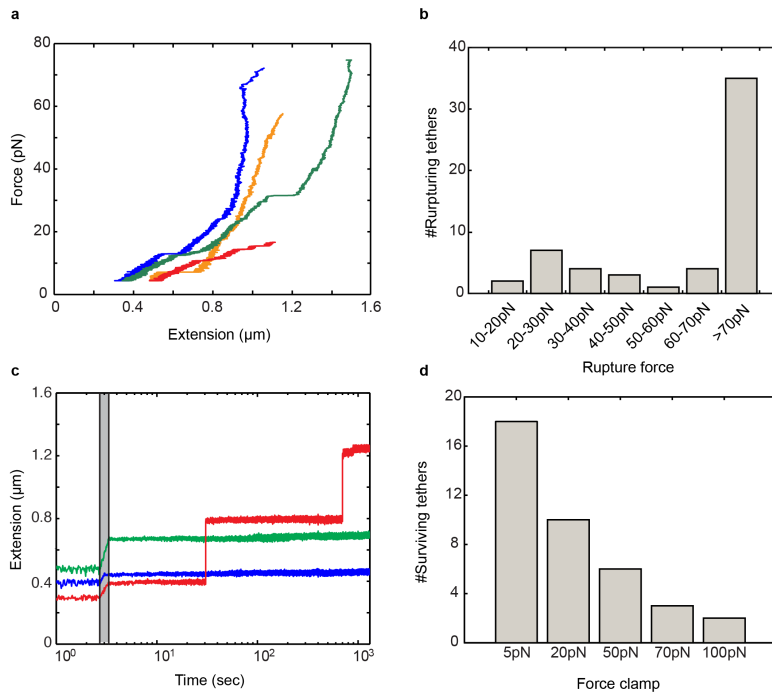 a
80
60
40
20
0
Force (pN)
0 0.4 0.8 1.2 1.6
Extension (µm)
b
40
30
20
10
0
#Rurpturing tethers
10-20pN 20-30pN 30-40pN 40-50pN 50-60pN 60-70pN >70pN
Rupture force
c
1.6
1.2
0.8
0.4
0
Extension (µm)
10⁰ 10¹ 10² 10³
Time (sec)
d
20
16
12
8
4
0
#Surviving tethers
5pN 20pN 50pN 70pN 100pN
Force clamp